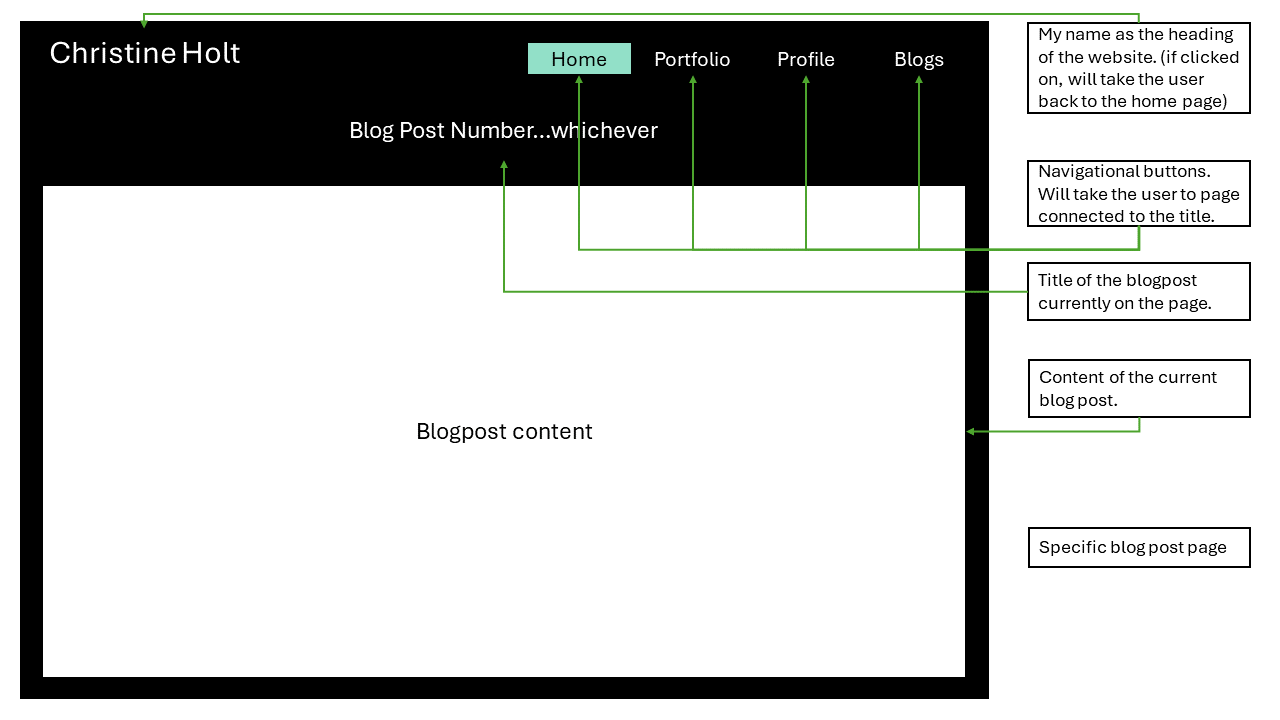 Christine Holt
Home Portfolio Profile Blogs
Blog Post Number...whichever
Blogpost content
My name as the heading
of the website. (if clicked
on, will take the user
back to the home page)
Navigational buttons.
Will take the user to page
connected to the title.
Title of the blogpost
currently on the page.
Content of the current
blog post.
Specific blog post page